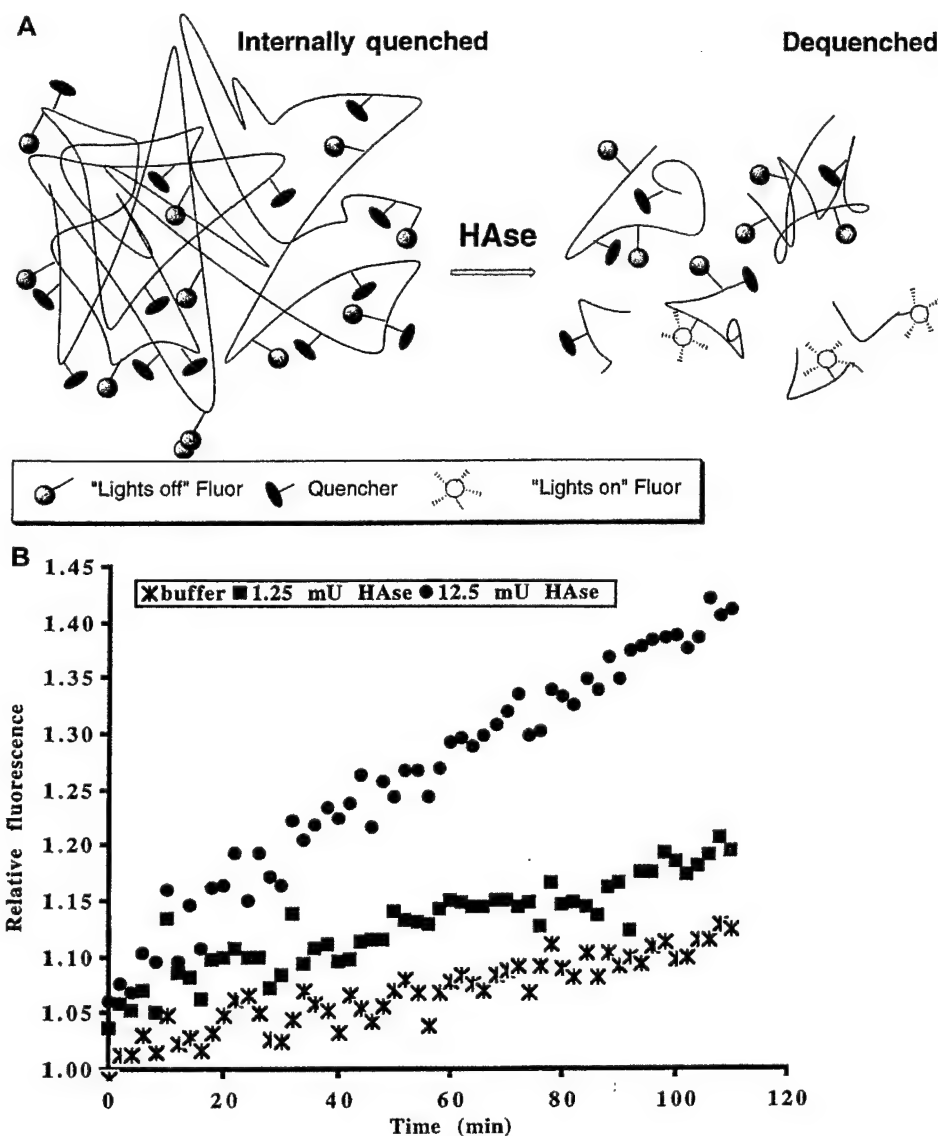 A
Internally quenched
Dequenched
HAse
"Lights off" Fluor
Quencher
"Lights on" Fluor
B
buffer 1.25 mU HAse 12.5 mU HAse
Relative fluorescence
1.45
1.40
1.35
1.30
1.25
1.20
1.15
1.10
1.05
1.00
0 20 40 60 80 100 120
Time (min)